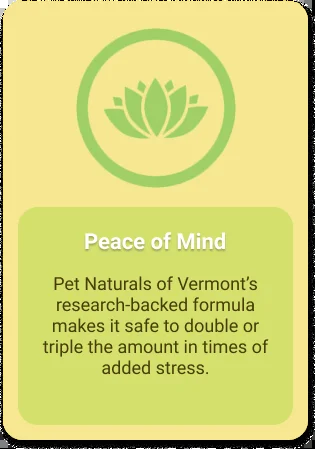 Peace of Mind
Pet Naturals of Vermont’s
research-backed formula
makes it safe to double or
triple the amount in times of
added stress.